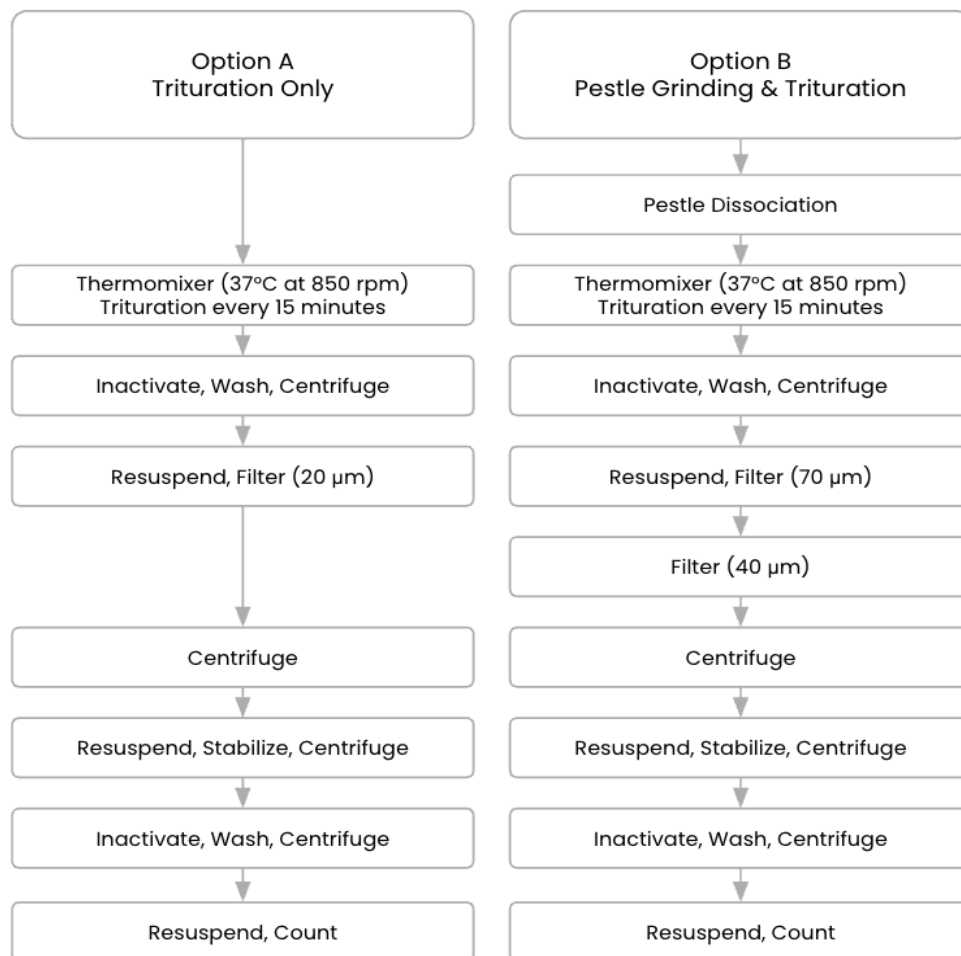 Option A
Trituration Only
Thermomixer (37°C at 850 rpm)
Trituration every 15 minutes
Inactivate, Wash, Centrifuge
Resuspend, Filter (20 µm)
Centrifuge
Resuspend, Stabilize, Centrifuge
Inactivate, Wash, Centrifuge
Resuspend, Count
Option B
Pestle Grinding & Trituration
Pestle Dissociation
Thermomixer (37°C at 850 rpm)
Trituration every 15 minutes
Inactivate, Wash, Centrifuge
Resuspend, Filter (70 µm)
Filter (40 µm)
Centrifuge
Resuspend, Stabilize, Centrifuge
Inactivate, Wash, Centrifuge
Resuspend, Count